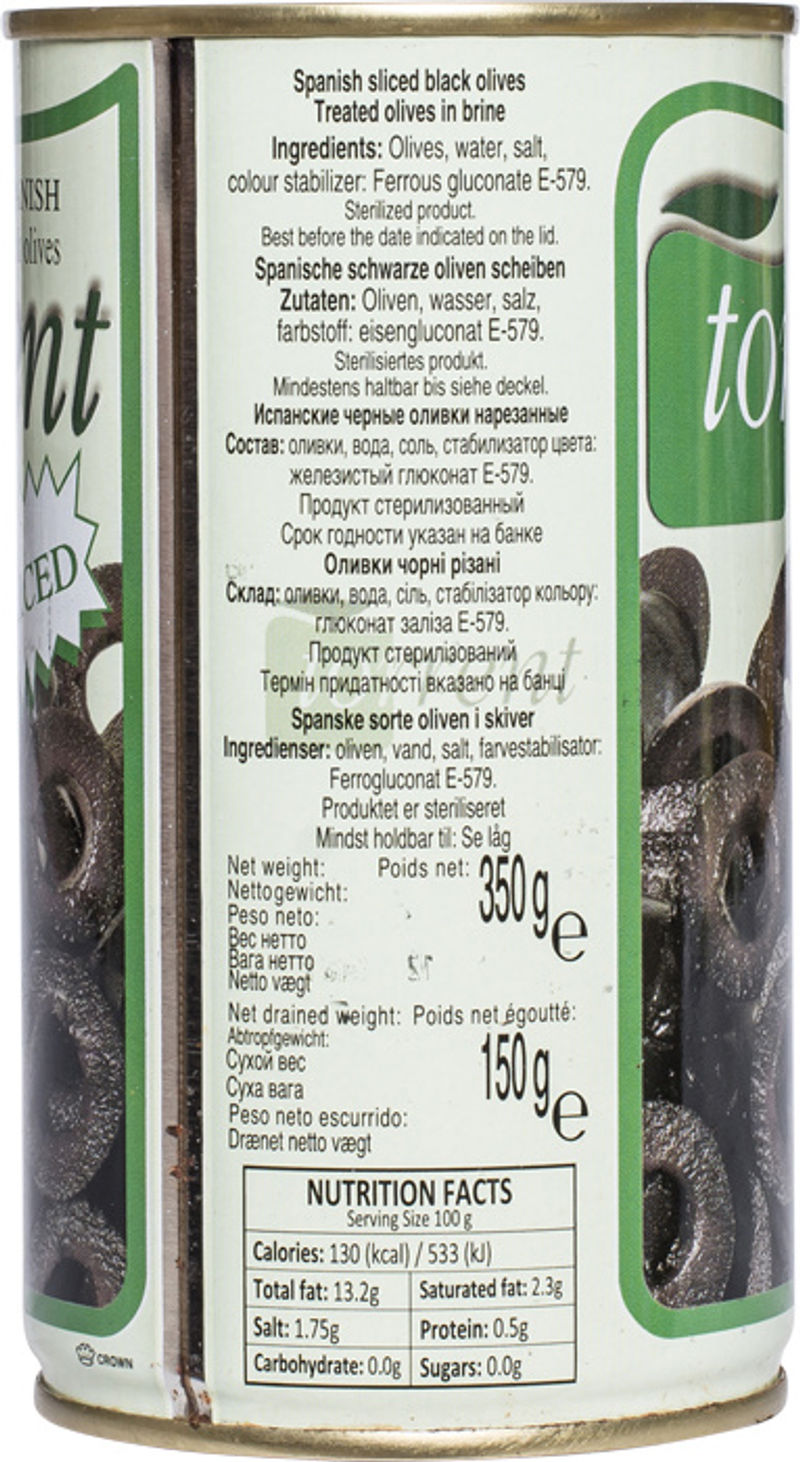 Spanish sliced black olives
Treated olives in brine
Ingredients: Olives, water, salt,
colour stabilizer: Ferrous gluconate E-579.
Sterilized product.
Best before the date indicated on the lid.
Spanische schwarze oliven scheiben
Zutaten: Oliven, wasser, salz,
farbstoff: eisengluconat E-579.
Sterilisiertes produkt.
Mindestens haltbar bis siehe deckel.
Испанские черные оливки нарезанные
Состав: оливки, вода, соль, стабилизатор цвета:
железистый глюконат Е-579.
Продукт стерилизованный
Срок годности указан на банке
Оливки чорні різані
Склад: оливки, вода, сіль, стабілізатор кольору:
глюконат заліза Е-579.
Продукт стерилізований
Термін придатності вказано на банці
Spanske sorte oliven i skiver
Ingredienser: oliven, vand, salt, farvestabilisator:
Ferrogluconat E-579.
Produktet er steriliseret
Mindst holdbar til: Se låg
Net weight: Poids net: 350 g e
Nettogewicht:
Peso neto:
Вес нетто
Вага нетто
Netto vægt
Net drained weight: Poids net égoutté:
Abtropfgewicht: 150 g e
Сухой вес
Суха вага
Peso neto escurrido:
Drænet netto vægt
NUTRITION FACTS
Serving Size 100 g
Calories: 130 (kcal) / 533 (kJ)
Total fat: 13.2g Saturated fat: 2.3g
Salt: 1.75g Protein: 0.5g
Carbohydrate: 0.0g Sugars: 0.0g
NISH
olives
nt
CED
CROWN
to